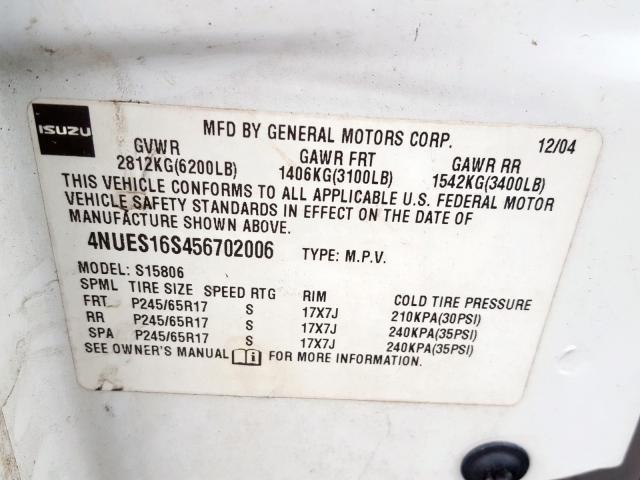 ISUZU
MFD BY GENERAL MOTORS CORP. 12/04
GVWR GAWR FRT GAWR RR
2812KG(6200LB) 1406KG(3100LB) 1542KG(3400LB)
THIS VEHICLE CONFORMS TO ALL APPLICABLE U.S. FEDERAL MOTOR
VEHICLE SAFETY STANDARDS IN EFFECT ON THE DATE OF
MANUFACTURE SHOWN ABOVE.
4NUES16S456702006 TYPE: M.P.V.
MODEL: S15806
SPML TIRE SIZE SPEED RTG RIM COLD TIRE PRESSURE
FRT P245/65R17 S 17X7J 210KPA(30PSI)
RR P245/65R17 S 17X7J 240KPA(35PSI)
SPA P245/65R17 S 17X7J 240KPA(35PSI)
SEE OWNER'S MANUAL FOR MORE INFORMATION.